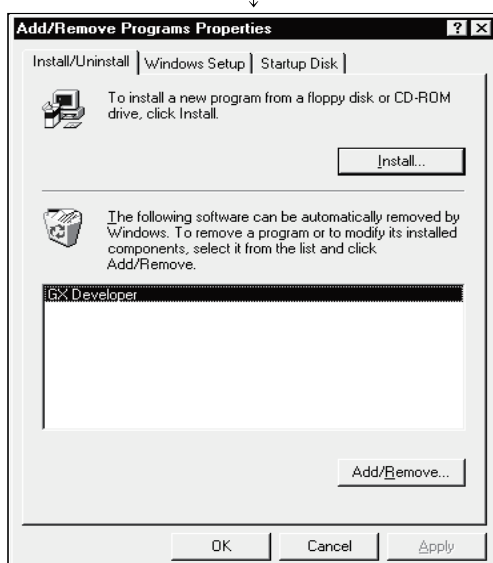 Add/Remove Programs Properties
Install/Uninstall Windows Setup Startup Disk
To install a new program from a floppy disk or CD-ROM
drive, click Install.
Install...
The following software can be automatically removed by
Windows. To remove a program or to modify its installed
components, select it from the list and click
Add/Remove.
GX Developer
Add/Remove...
OK Cancel Apply